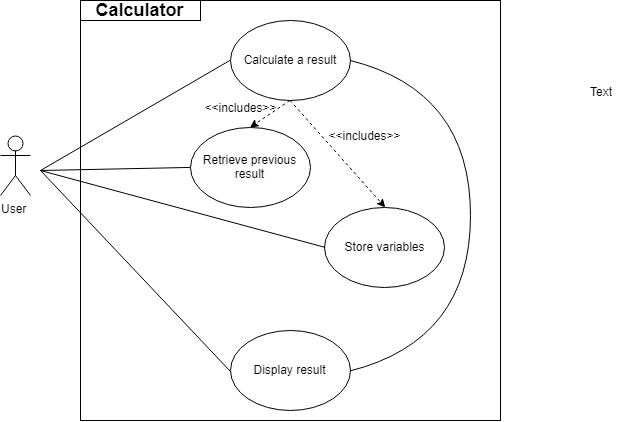 Calculator
Calculate a result
Text
<<includes>>
<<includes>>
Retrieve previous
result
User
Store variables
Display result